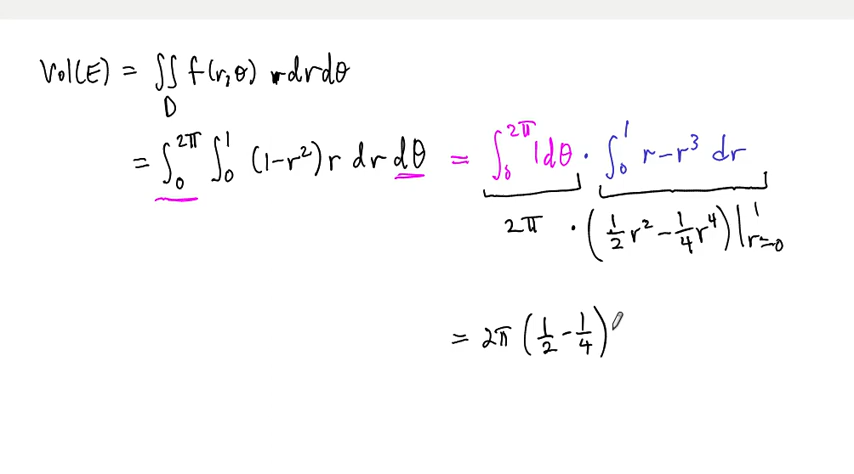 Vol(E) = ∬_D f(r,θ) r dr dθ
= ∫_0^{2π} ∫_0^1 (1-r²) r dr dθ = ∫_0^{2π} 1 dθ · ∫_0^1 r-r³ dr
2π · (1/2 r² - 1/4 r⁴) |_{r=0}^1
= 2π (1/2 - 1/4)